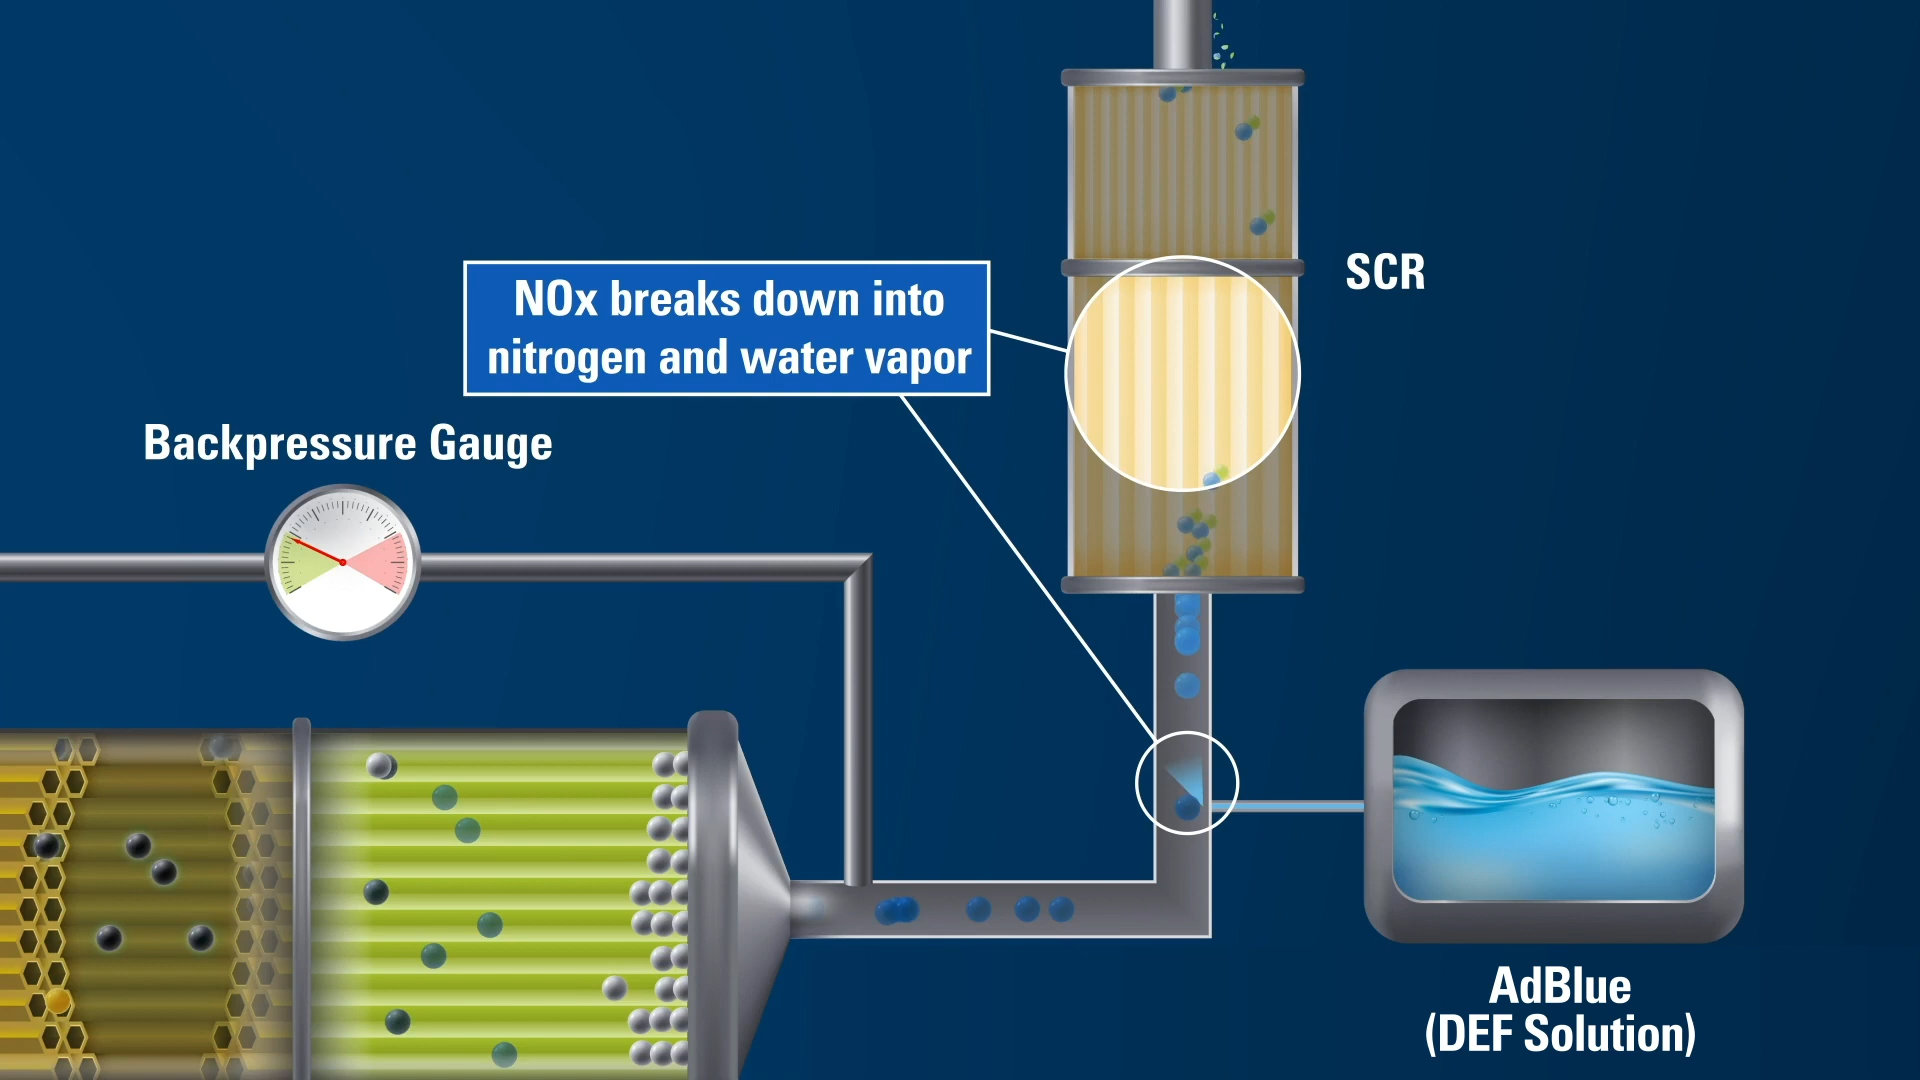 NOx breaks down into
nitrogen and water vapor
SCR
Backpressure Gauge
AdBlue
(DEF Solution)